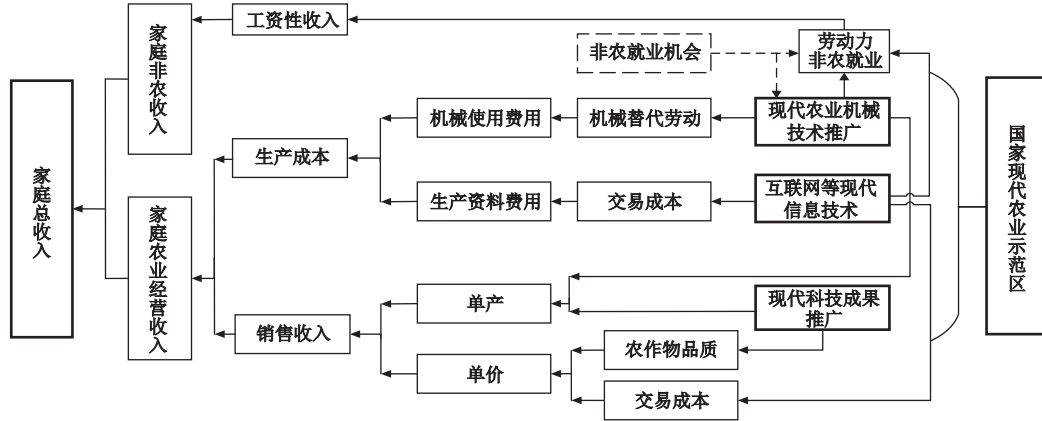 家庭总收入
家庭非农收入
家庭农业经营收入
工资性收入
生产成本
销售收入
机械使用费用
生产资料费用
单产
单价
非农就业机会
机械替代劳动
交易成本
农作物品质
交易成本
劳动力
非农就业
现代农业机械
技术推广
互联网等现代
信息技术
现代科技成果
推广
国家现代农业示范区